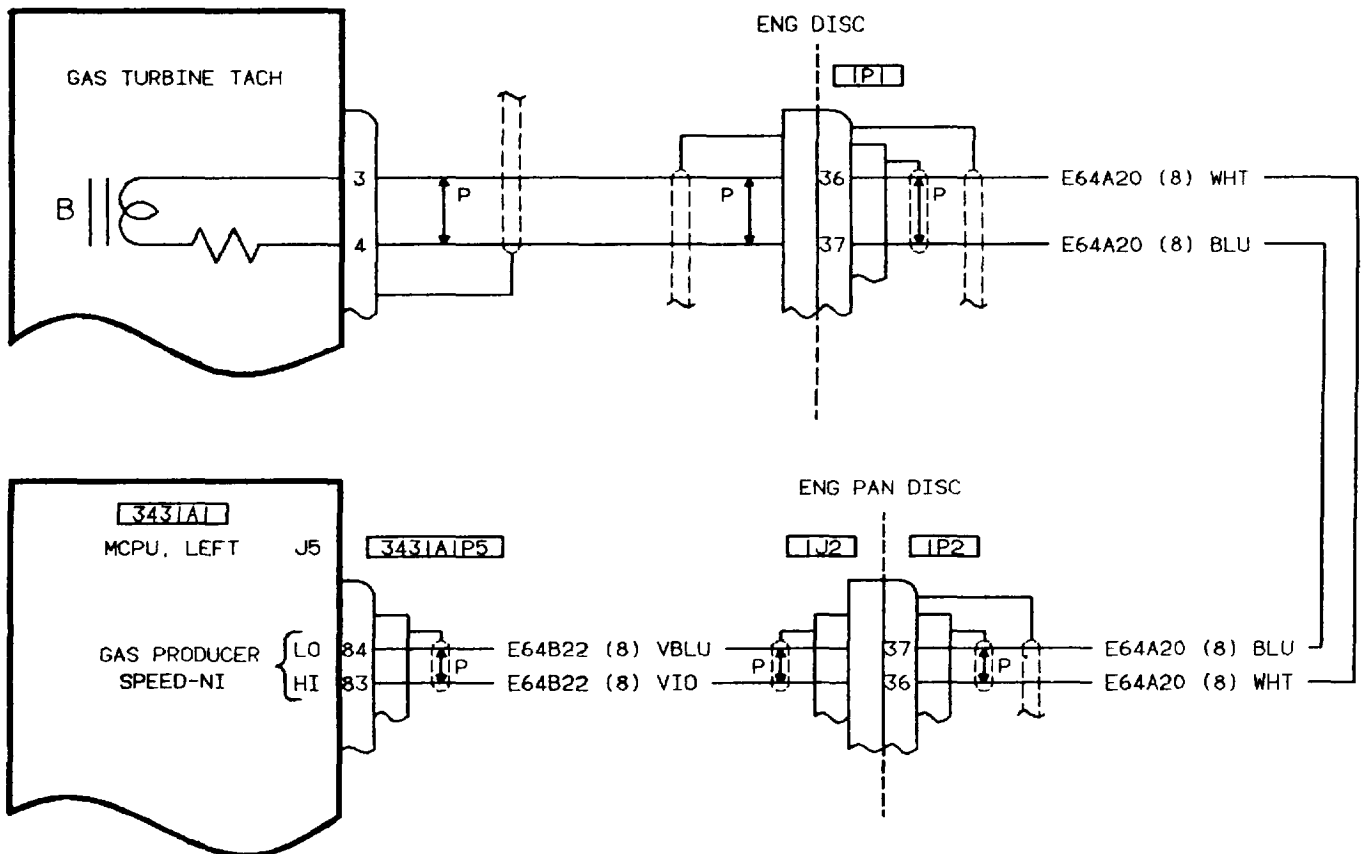 ENG DISC
1P1
GAS TURBINE TACH
B
3
4
P
P
36
37
P
E64A20 (8) WHT
E64A20 (8) BLU
ENG PAN DISC
3431A1
MCPU, LEFT J5
3431A1P5
1J2
1P2
GAS PRODUCER
SPEED-N1
LO
HI
84
83
P
E64B22 (8) VBLU
E64B22 (8) VIO
P
37
36
P
E64A20 (8) BLU
E64A20 (8) WHT